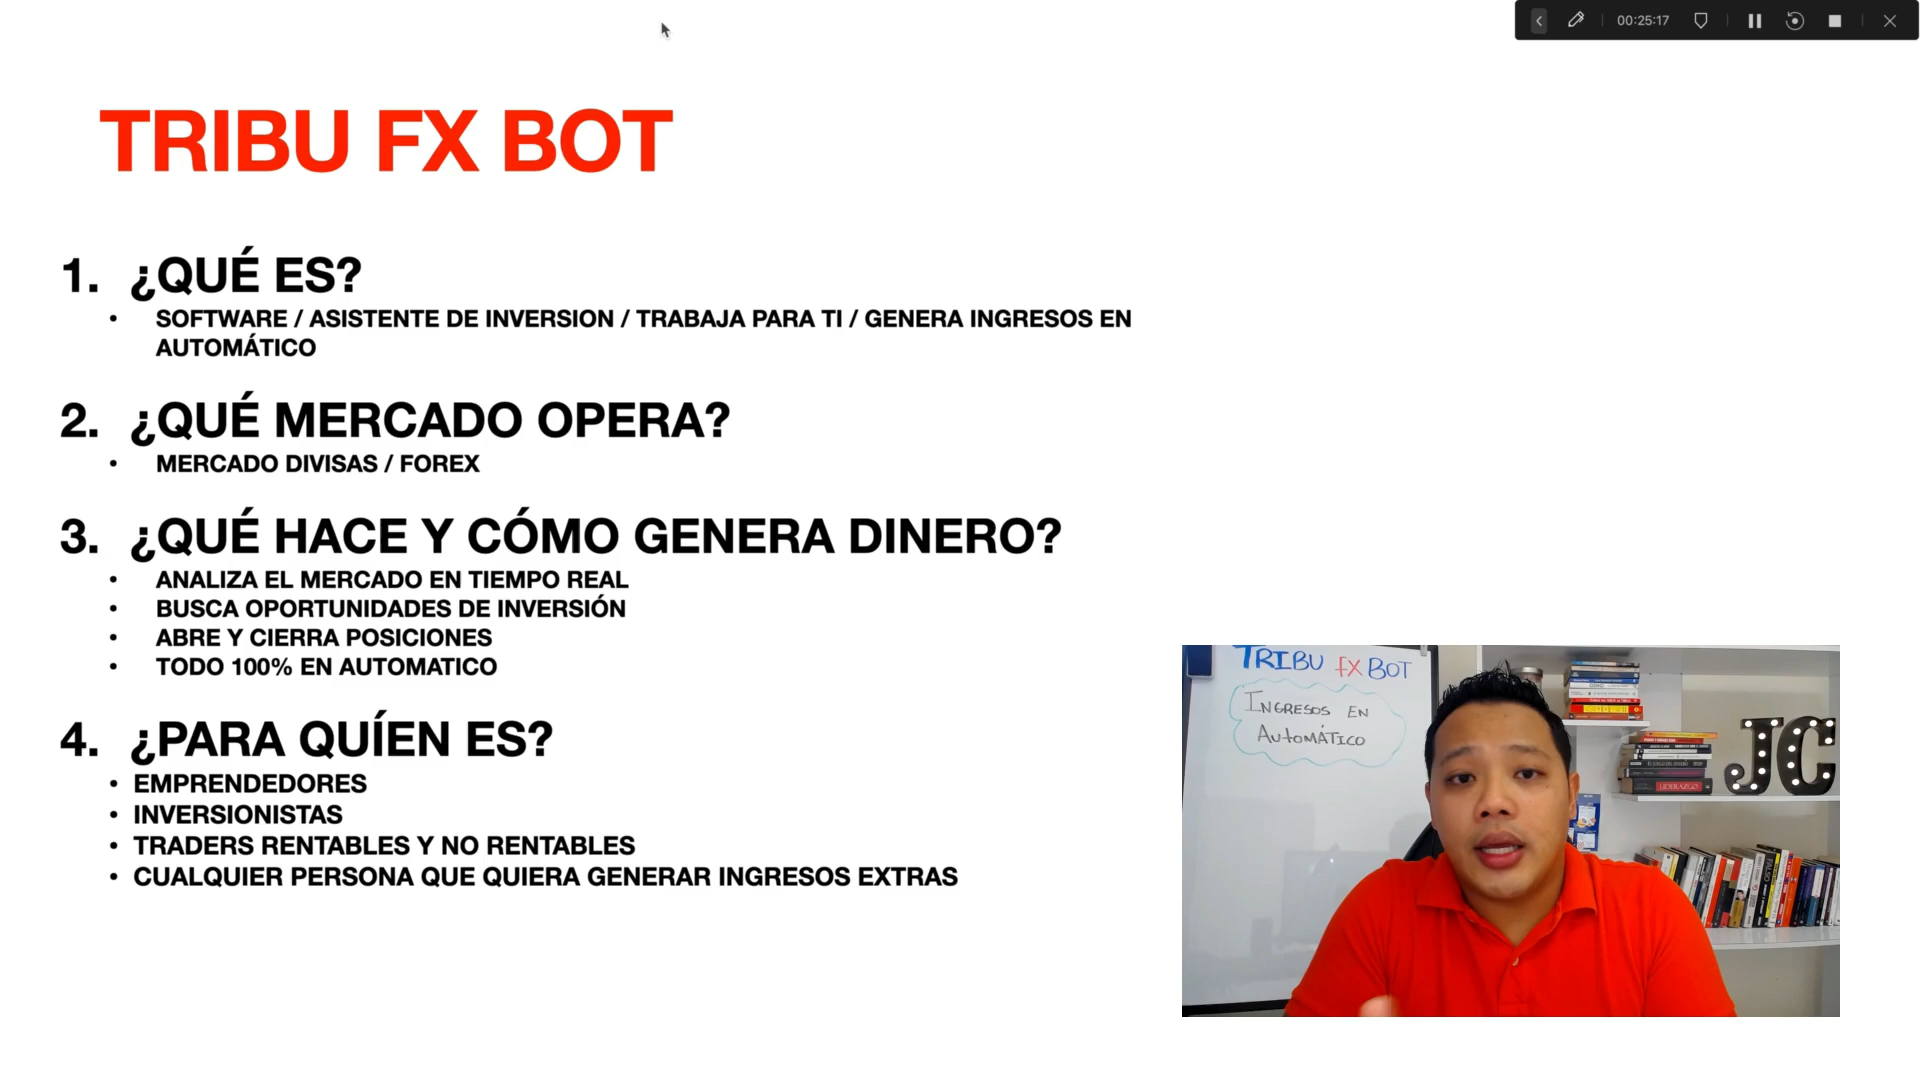 00:25:17
TRIBU FX BOT
1. ¿QUÉ ES?
• SOFTWARE / ASISTENTE DE INVERSION / TRABAJA PARA TI / GENERA INGRESOS EN
AUTOMÁTICO
2. ¿QUÉ MERCADO OPERA?
• MERCADO DIVISAS / FOREX
3. ¿QUÉ HACE Y CÓMO GENERA DINERO?
• ANALIZA EL MERCADO EN TIEMPO REAL
• BUSCA OPORTUNIDADES DE INVERSIÓN
• ABRE Y CIERRA POSICIONES
• TODO 100% EN AUTOMATICO
4. ¿PARA QUÍEN ES?
• EMPRENDEDORES
• INVERSIONISTAS
• TRADERS RENTABLES Y NO RENTABLES
• CUALQUIER PERSONA QUE QUIERA GENERAR INGRESOS EXTRAS
TRIBU FX BOT
INGRESOS EN
AUTOMÁTICO
JC
LIDERAZGO